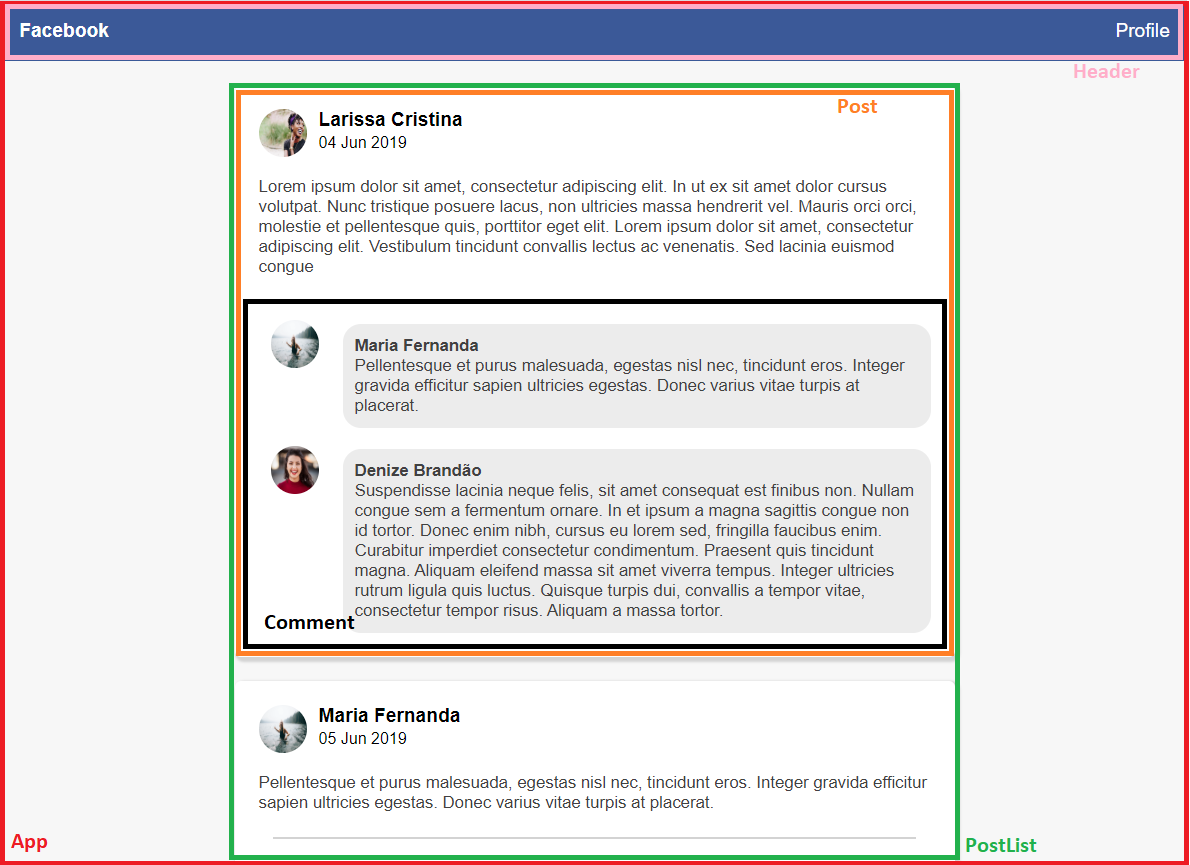 Facebook
Profile
Header
Post
Larissa Cristina
04 Jun 2019
Lorem ipsum dolor sit amet, consectetur adipiscing elit. In ut ex sit amet dolor cursus
volutpat. Nunc tristique posuere lacus, non ultricies massa hendrerit vel. Mauris orci orci,
molestie et pellentesque quis, porttitor eget elit. Lorem ipsum dolor sit amet, consectetur
adipiscing elit. Vestibulum tincidunt convallis lectus ac venenatis. Sed lacinia euismod
congue
Maria Fernanda
Pellentesque et purus malesuada, egestas nisl nec, tincidunt eros. Integer
gravida efficitur sapien ultricies egestas. Donec varius vitae turpis at
placerat.
Denize Brandão
Suspendisse lacinia neque felis, sit amet consequat est finibus non. Nullam
congue sem a fermentum ornare. In et ipsum a magna sagittis congue non
id tortor. Donec enim nibh, cursus eu lorem sed, fringilla faucibus enim.
Curabitur imperdiet consectetur condimentum. Praesent quis tincidunt
magna. Aliquam eleifend massa sit amet viverra tempus. Integer ultricies
rutrum ligula quis luctus. Quisque turpis dui, convallis a tempor vitae,
consectetur tempor risus. Aliquam a massa tortor.
Comment
Maria Fernanda
05 Jun 2019
Pellentesque et purus malesuada, egestas nisl nec, tincidunt eros. Integer gravida efficitur
sapien ultricies egestas. Donec varius vitae turpis at placerat.
App
PostList